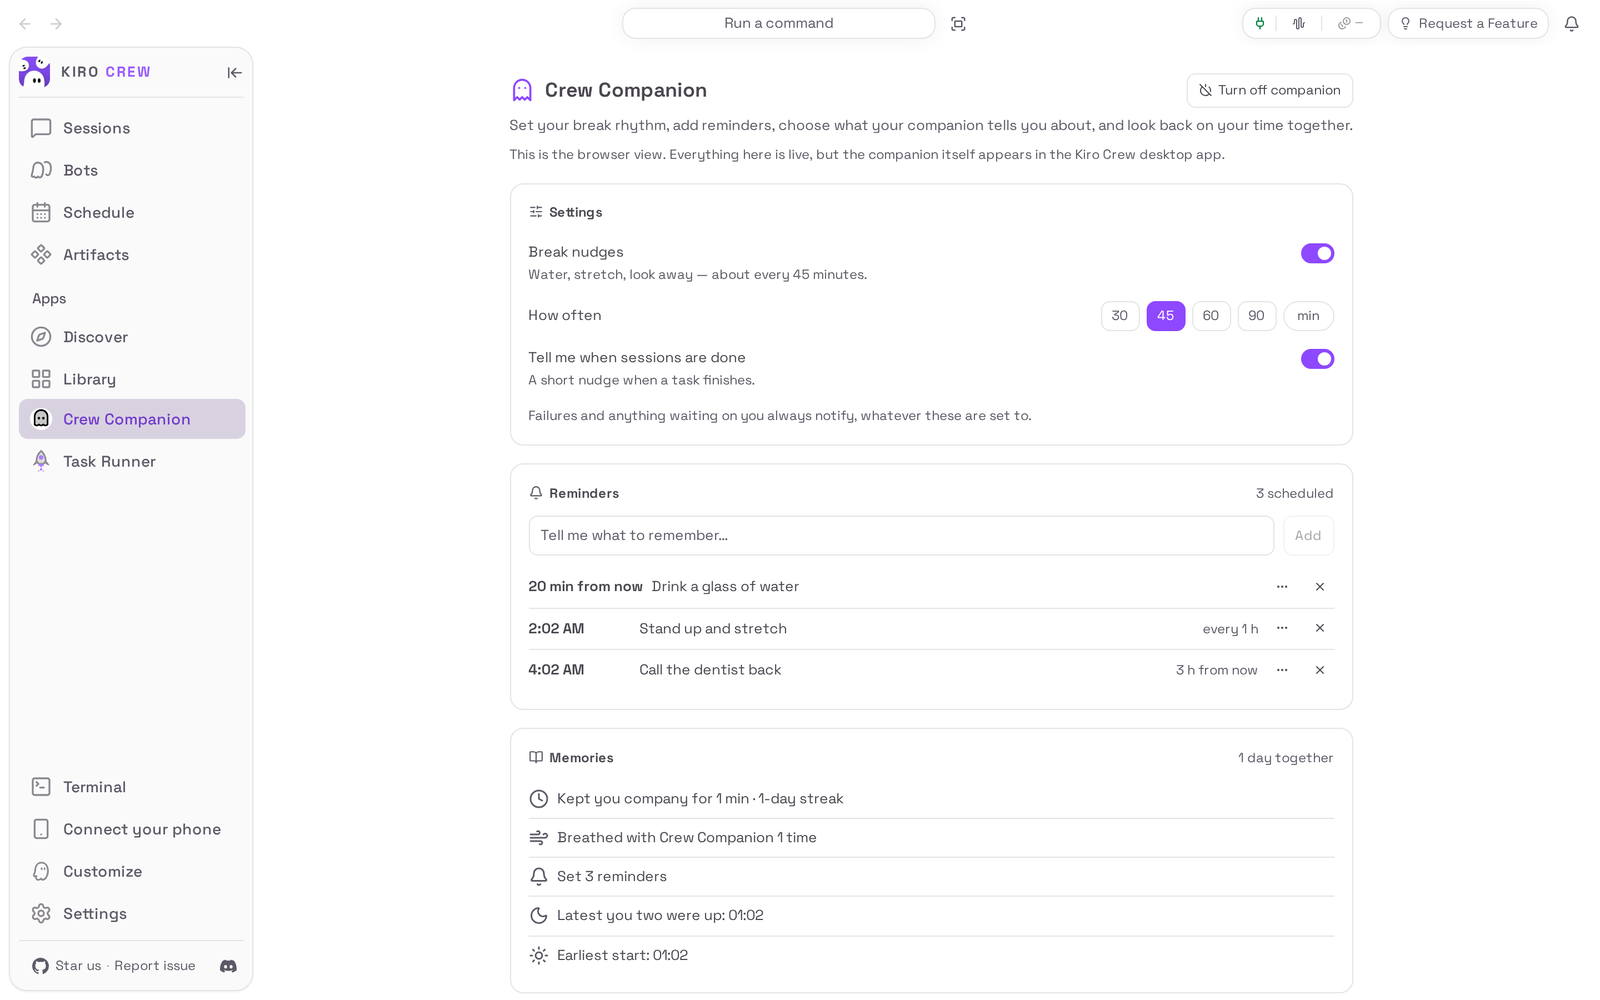 Run a command
Request a Feature
KIRO CREW
Sessions
Bots
Schedule
Artifacts
Apps
Discover
Library
Crew Companion
Task Runner
Terminal
Connect your phone
Customize
Settings
Star us · Report issue
Crew Companion
Turn off companion
Set your break rhythm, add reminders, choose what your companion tells you about, and look back on your time together.
This is the browser view. Everything here is live, but the companion itself appears in the Kiro Crew desktop app.
Settings
Break nudges
Water, stretch, look away — about every 45 minutes.
How often
30 45 60 90 min
Tell me when sessions are done
A short nudge when a task finishes.
Failures and anything waiting on you always notify, whatever these are set to.
Reminders
3 scheduled
Tell me what to remember...
Add
20 min from now Drink a glass of water
2:02 AM Stand up and stretch every 1 h
4:02 AM Call the dentist back 3 h from now
Memories
1 day together
Kept you company for 1 min · 1-day streak
Breathed with Crew Companion 1 time
Set 3 reminders
Latest you two were up: 01:02
Earliest start: 01:02